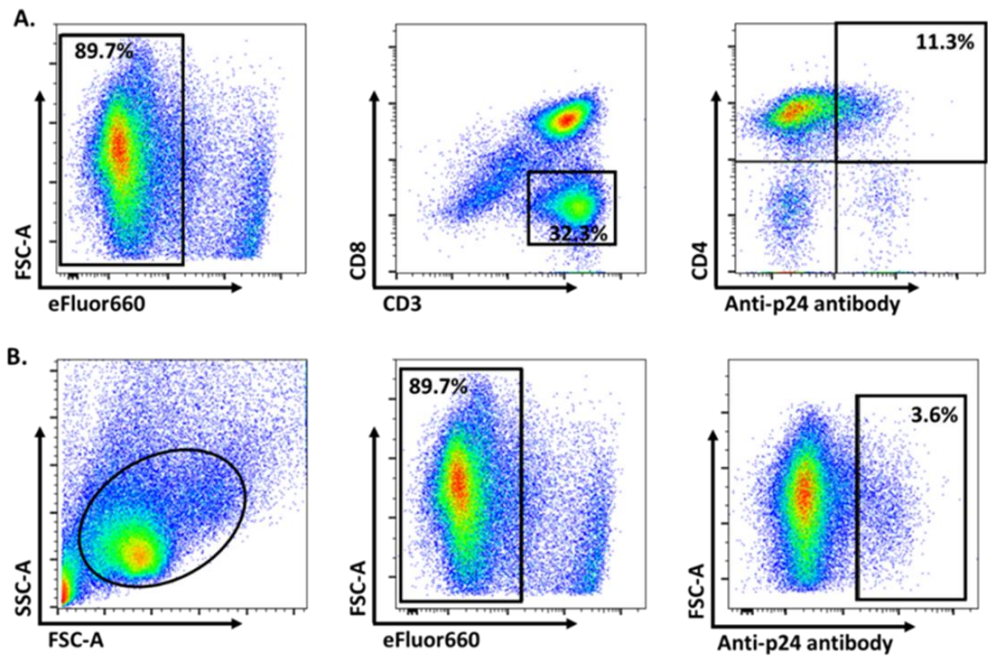 A.
89.7%
FSC-A
eFluor660
CD8
32.3%
CD3
11.3%
CD4
Anti-p24 antibody
B.
SSC-A
FSC-A
89.7%
FSC-A
eFluor660
3.6%
FSC-A
Anti-p24 antibody